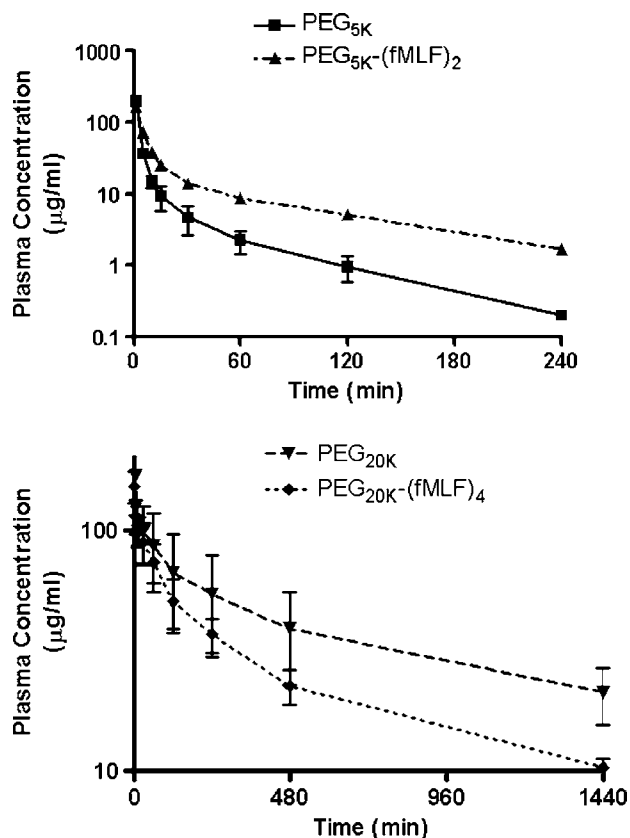 PEG5K
PEG5K-(fMLF)2
Plasma Concentration
(μg/ml)
1000
100
10
1
0.1
0
60
120
180
240
Time (min)
PEG20K
PEG20K-(fMLF)4
Plasma Concentration
(μg/ml)
100
10
0
480
960
1440
Time (min)